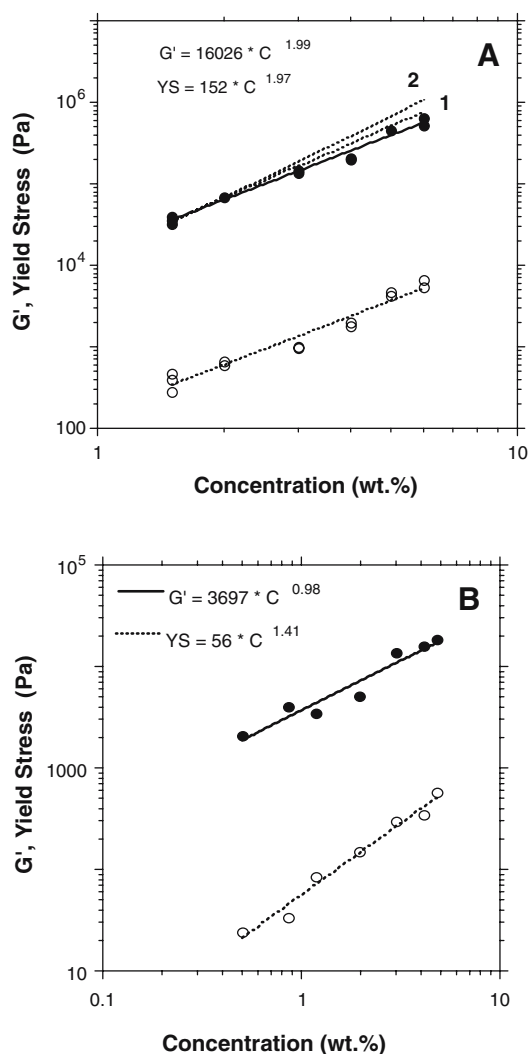 A
G' = 16026 * C 1.99
YS = 152 * C 1.97
2
1
10 6
10 4
100
1
10
G', Yield Stress (Pa)
Concentration (wt.%)
B
G' = 3697 * C 0.98
YS = 56 * C 1.41
10 5
1000
10
0.1
1
10
G', Yield Stress (Pa)
Concentration (wt.%)